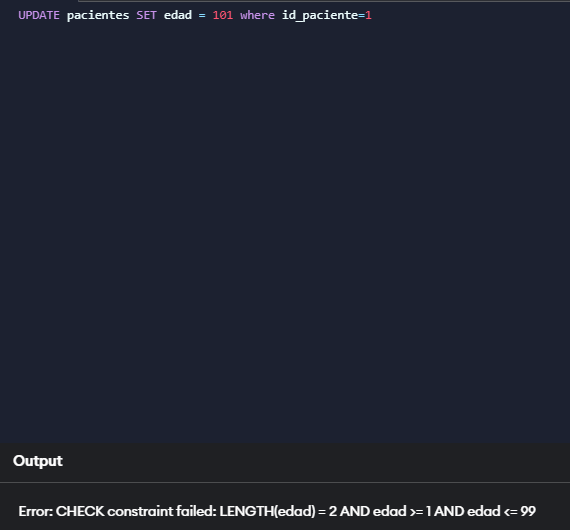 UPDATE pacientes SET edad = 101 where id_paciente=1
Output
Error: CHECK constraint failed: LENGTH(edad) = 2 AND edad >= 1 AND edad <= 99